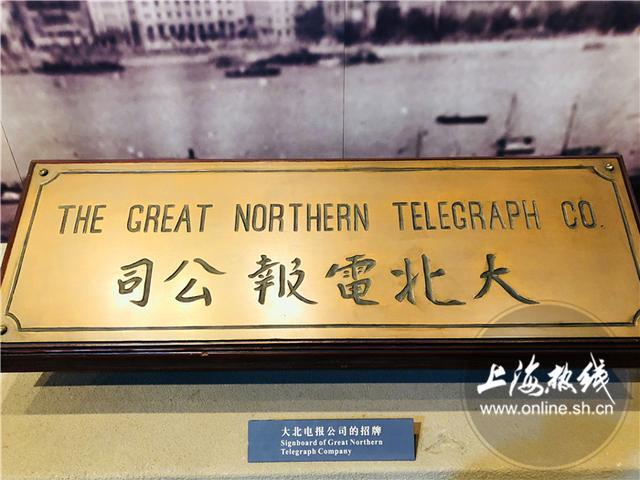 THE GREAT NORTHERN TELEGRAPH CO.
大北電報公司
上海热线
www.online.sh.cn
大北电报公司的招牌
Signboard of Great Northern
Telegraph Company